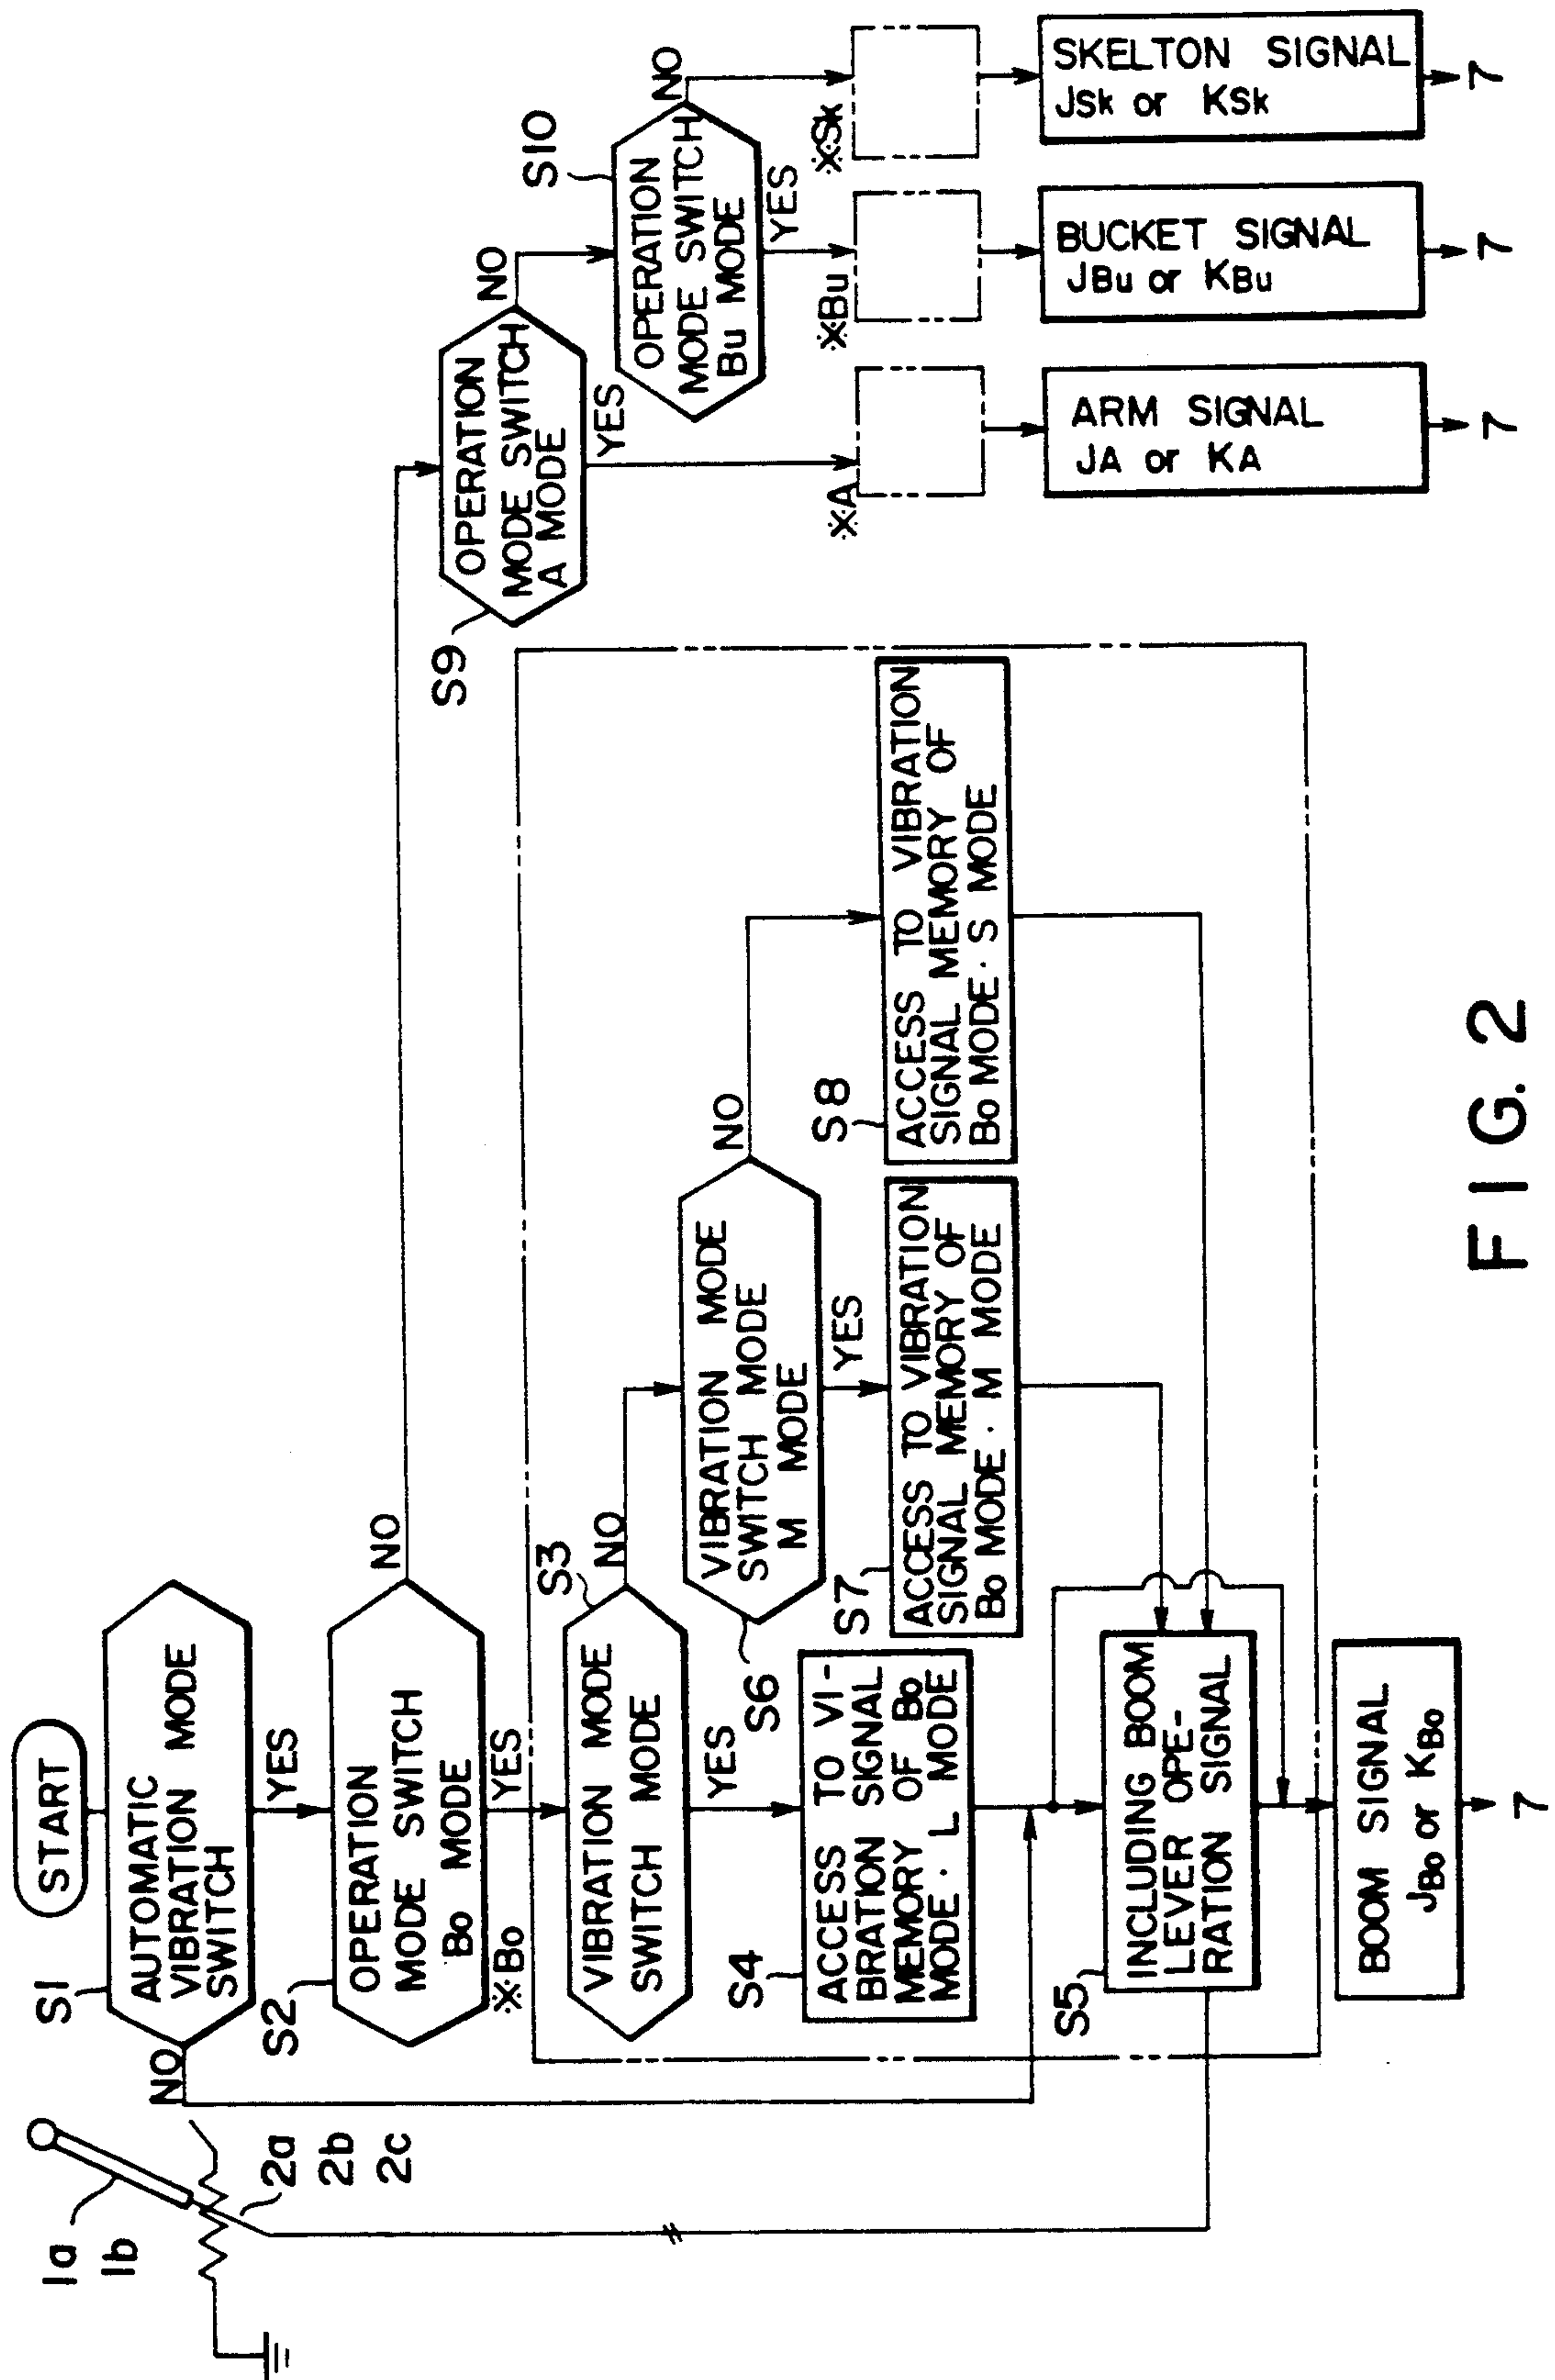 START
S1
AUTOMATIC
VIBRATION MODE
SWITCH
NO
YES
1a
1b
2a
2b
2c
S2
OPERATION
MODE SWITCH
Bo MODE
NO
YES
※Bo
S3
VIBRATION MODE
SWITCH MODE
NO
YES
S4
ACCESS TO VI-
BRATION SIGNAL
MEMORY OF Bo
MODE · L MODE
S5
INCLUDING BOOM
LEVER OPE-
RATION SIGNAL
BOOM SIGNAL
JBo or KBo
7
S6
VIBRATION MODE
SWITCH MODE
M MODE
NO
YES
S7
ACCESS TO VIBRATION
SIGNAL MEMORY OF
Bo MODE · M MODE
S8
ACCESS TO VIBRATION
SIGNAL MEMORY OF
Bo MODE · S MODE
S9
OPERATION
MODE SWITCH
A MODE
NO
YES
※A
ARM SIGNAL
JA or KA
7
S10
OPERATION
MODE SWITCH
Bu MODE
NO
YES
※Bu
BUCKET SIGNAL
JBu or KBu
7
※Sk
SKELTON SIGNAL
JSk or KSk
7
FIG. 2